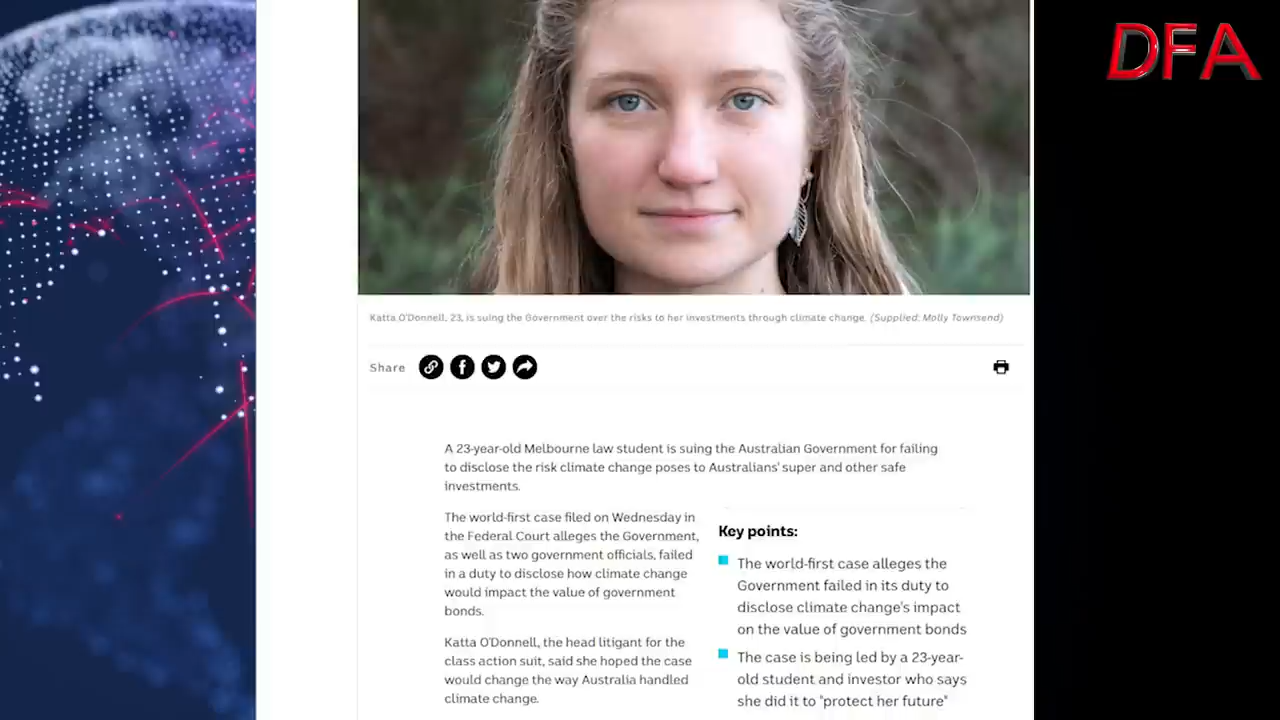 DFA
Katta O'Donnell, 23, is suing the Government over the risks to her investments through climate change. (Supplied: Molly Townsend)
Share
A 23-year-old Melbourne law student is suing the Australian Government for failing
to disclose the risk climate change poses to Australians' super and other safe
investments.
The world-first case filed on Wednesday in
the Federal Court alleges the Government,
as well as two government officials, failed
in a duty to disclose how climate change
would impact the value of government
bonds.
Katta O'Donnell, the head litigant for the
class action suit, said she hoped the case
would change the way Australia handled
climate change.
Key points:
The world-first case alleges the
Government failed in its duty to
disclose climate change's impact
on the value of government bonds
The case is being led by a 23-year-
old student and investor who says
she did it to "protect her future"